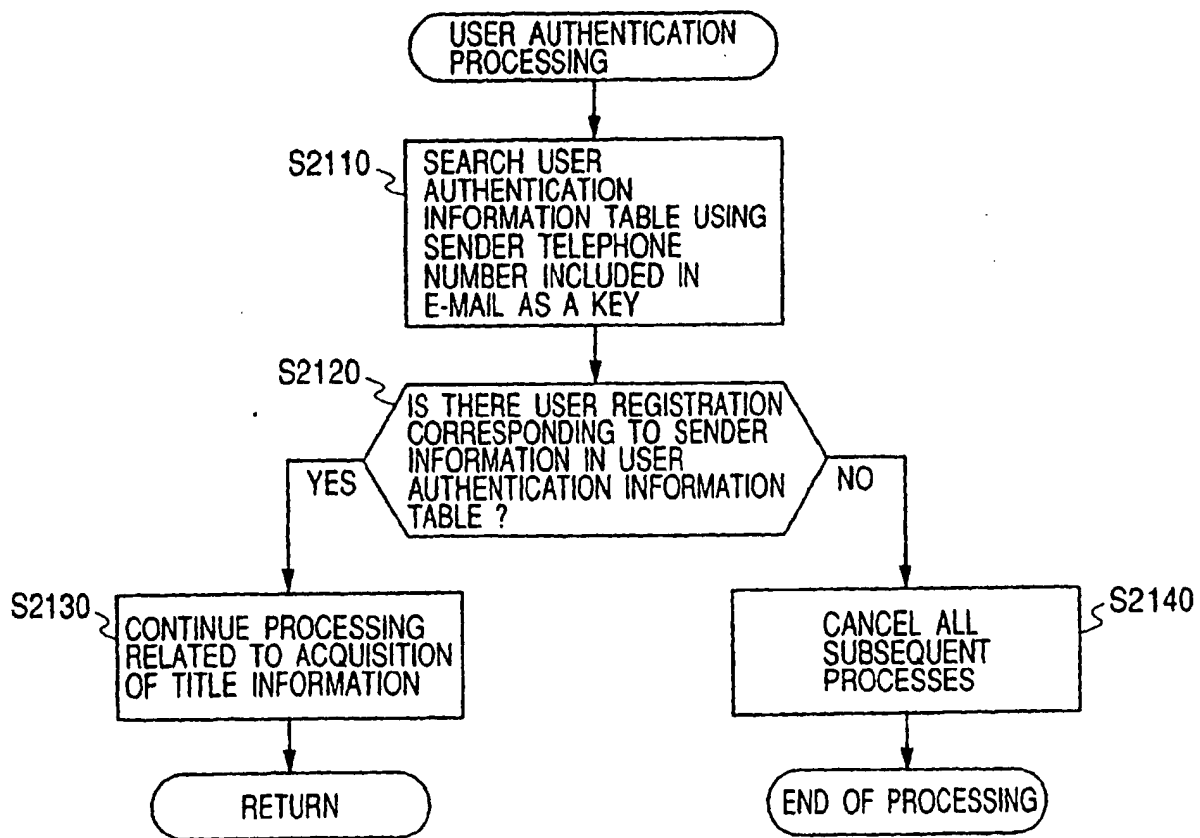 USER AUTHENTICATION
PROCESSING
S2110
SEARCH USER
AUTHENTICATION
INFORMATION TABLE USING
SENDER TELEPHONE
NUMBER INCLUDED IN
E-MAIL AS A KEY
S2120
IS THERE USER REGISTRATION
CORRESPONDING TO SENDER
INFORMATION IN USER
AUTHENTICATION INFORMATION
TABLE ?
YES
NO
S2130
CONTINUE PROCESSING
RELATED TO ACQUISITION
OF TITLE INFORMATION
S2140
CANCEL ALL
SUBSEQUENT
PROCESSES
RETURN
END OF PROCESSING